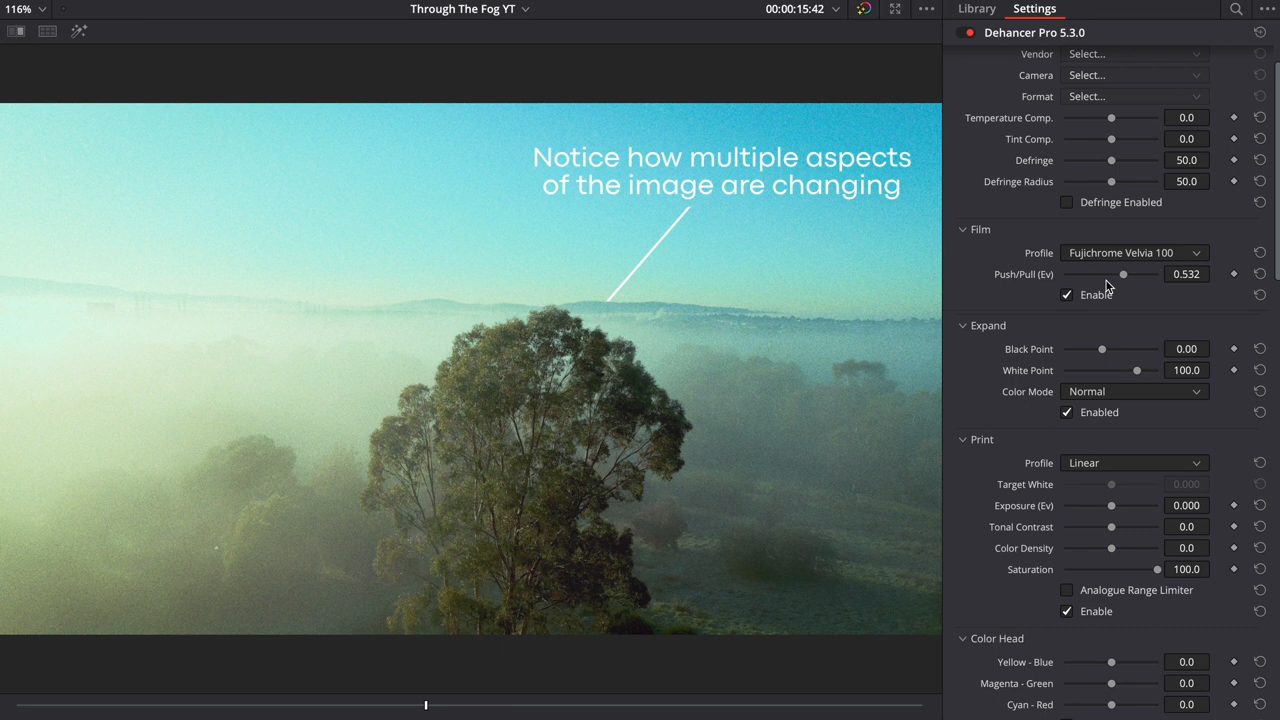 116%
Through The Fog YT
00:00:15:42
Library
Settings
Dehancer Pro 5.3.0
Vendor Select...
Camera Select...
Format Select...
Temperature Comp. 0.0
Tint Comp. 0.0
Defringe 50.0
Defringe Radius 50.0
Defringe Enabled
Film
Profile Fujichrome Velvia 100
Push/Pull (Ev) 0.532
Enable
Expand
Black Point 0.00
White Point 100.0
Color Mode Normal
Enabled
Print
Profile Linear
Target White 0.000
Exposure (Ev) 0.000
Tonal Contrast 0.0
Color Density 0.0
Saturation 100.0
Analogue Range Limiter
Enable
Color Head
Yellow - Blue 0.0
Magenta - Green 0.0
Cyan - Red 0.0
Notice how multiple aspects
of the image are changing